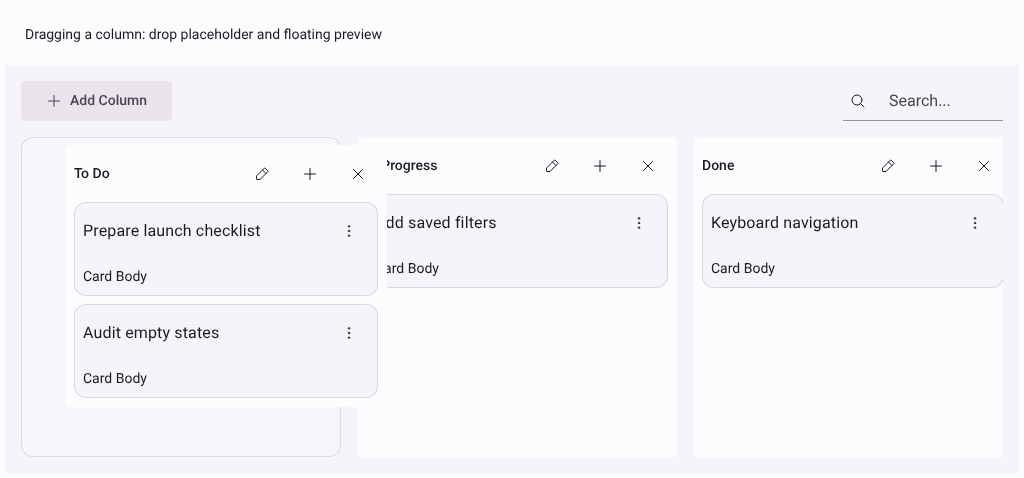 Dragging a column: drop placeholder and floating preview
Add Column
Search...
To Do
Prepare launch checklist
Card Body
Audit empty states
Card Body
Progress
dd saved filters
ard Body
Done
Keyboard navigation
Card Body